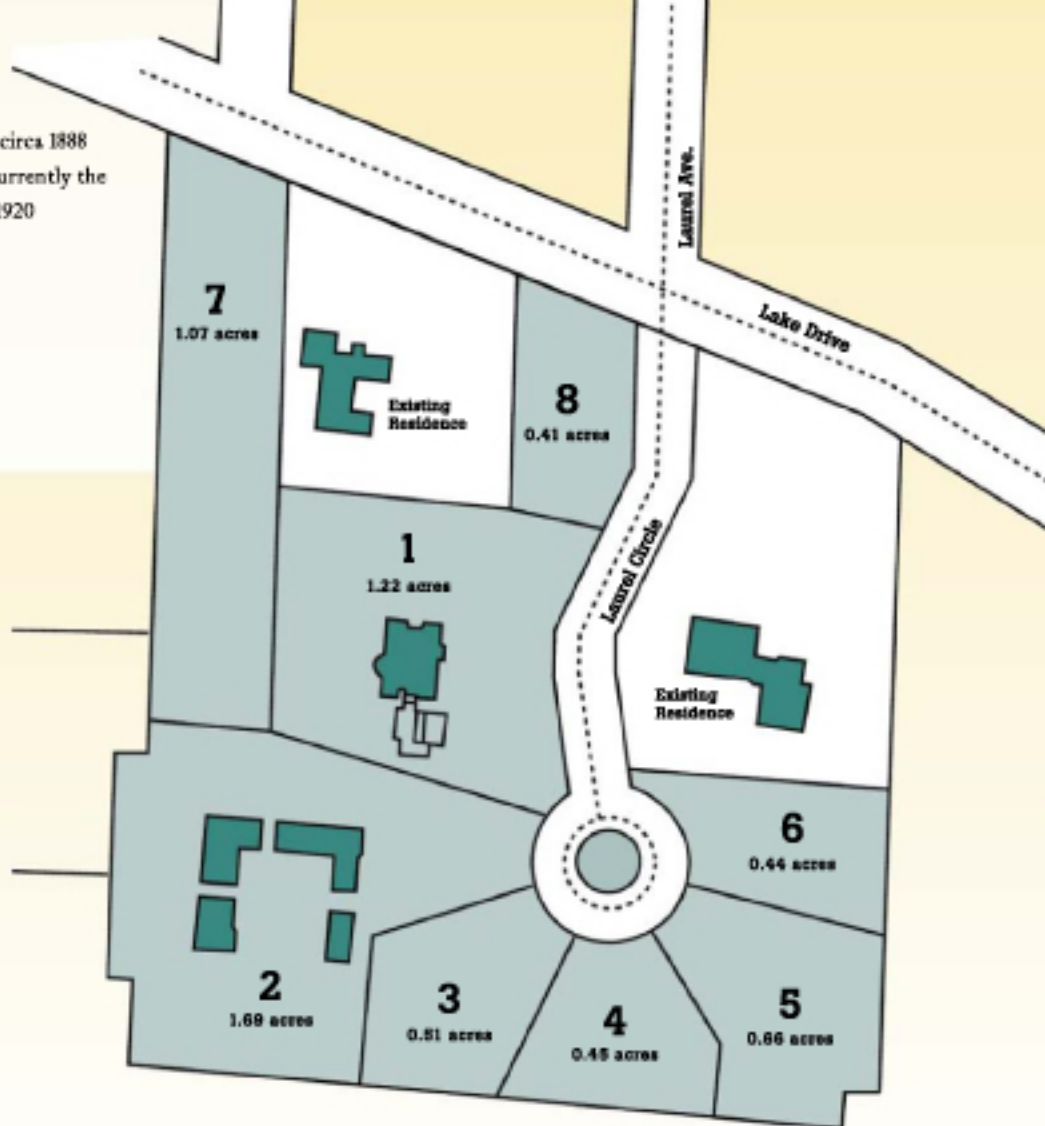 circa 1888
urrently the
1920
Laurel Ave.
Lake Drive
7
1.07 acres
Existing
Residence
8
0.41 acres
1
1.22 acres
Laurel Circle
Existing
Residence
6
0.44 acres
2
1.69 acres
3
0.51 acres
4
0.45 acres
5
0.66 acres